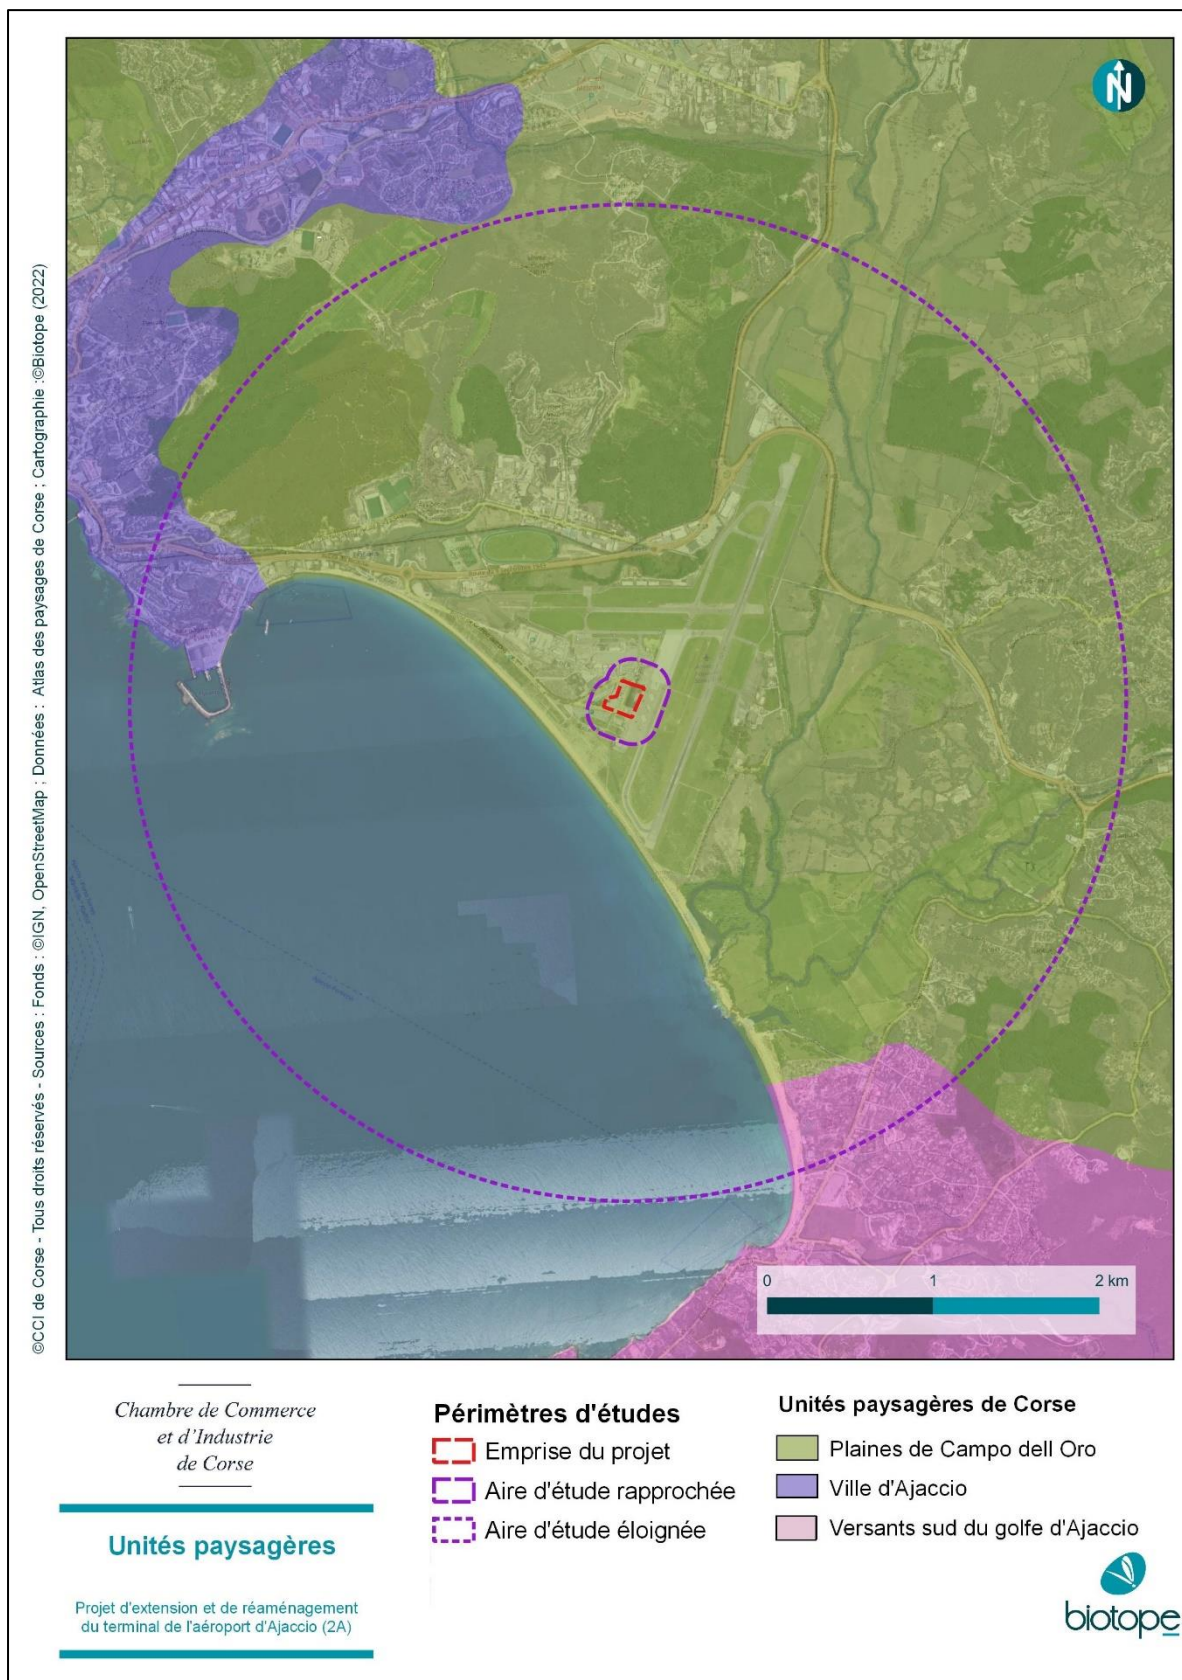 ©CCI de Corse - Tous droits réservés - Sources : Fonds : ©IGN, OpenStreetMap ; Données : Atlas des paysages de Corse ; Cartographie :©Biotope (2022)
N
0 1 2 km
Chambre de Commerce
et d'Industrie
de Corse
Unités paysagères
Projet d'extension et de réaménagement
du terminal de l'aéroport d'Ajaccio (2A)
Périmètres d'études
Emprise du projet
Aire d'étude rapprochée
Aire d'étude éloignée
Unités paysagères de Corse
Plaines de Campo dell Oro
Ville d'Ajaccio
Versants sud du golfe d'Ajaccio
biotope